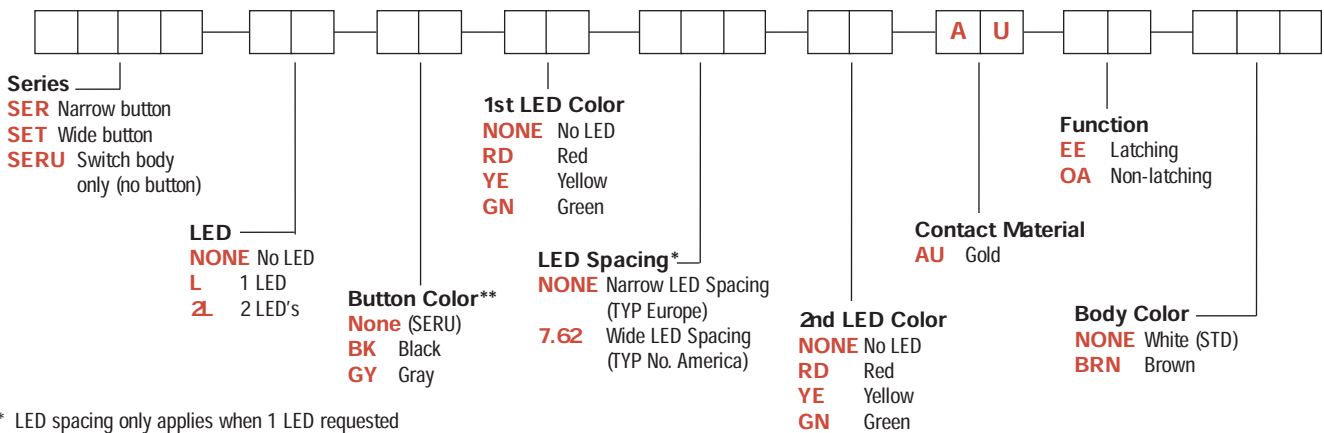 A U
Series
SER Narrow button
SET Wide button
SERU Switch body
only (no button)
LED
NONE No LED
L 1 LED
2L 2 LED's
Button Color**
None (SERU)
BK Black
GY Gray
1st LED Color
NONE No LED
RD Red
YE Yellow
GN Green
LED Spacing*
NONE Narrow LED Spacing
(TYP Europe)
7.62 Wide LED Spacing
(TYP No. America)
2nd LED Color
NONE No LED
RD Red
YE Yellow
GN Green
Contact Material
AU Gold
Function
EE Latching
OA Non-latching
Body Color
NONE White (STD)
BRN Brown
* LED spacing only applies when 1 LED requested